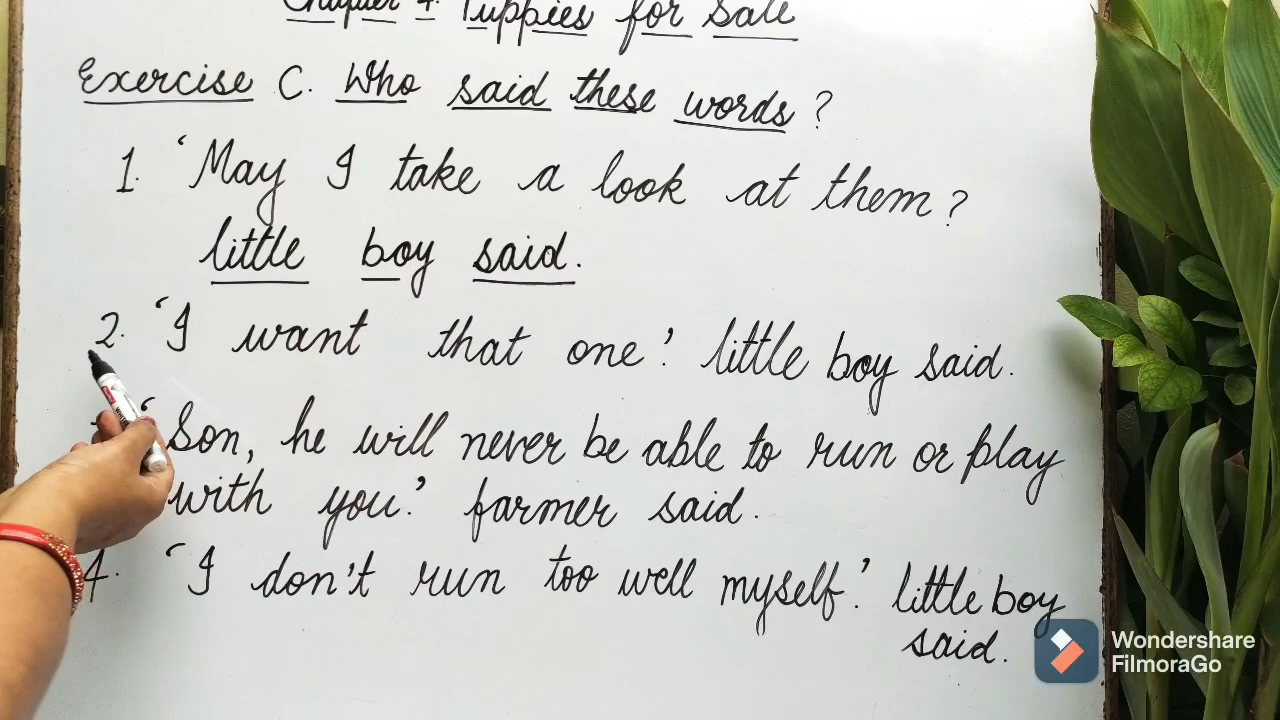 Chapter 4. Puppies for Sale
Exercise C. Who said these words?
1. 'May I take a look at them?
little boy said.
2. 'I want that one.' little boy said.
'Son, he will never be able to run or play
with you.' farmer said.
4. 'I don't run too well myself.' little boy
said.
Wondershare
FilmoraGo